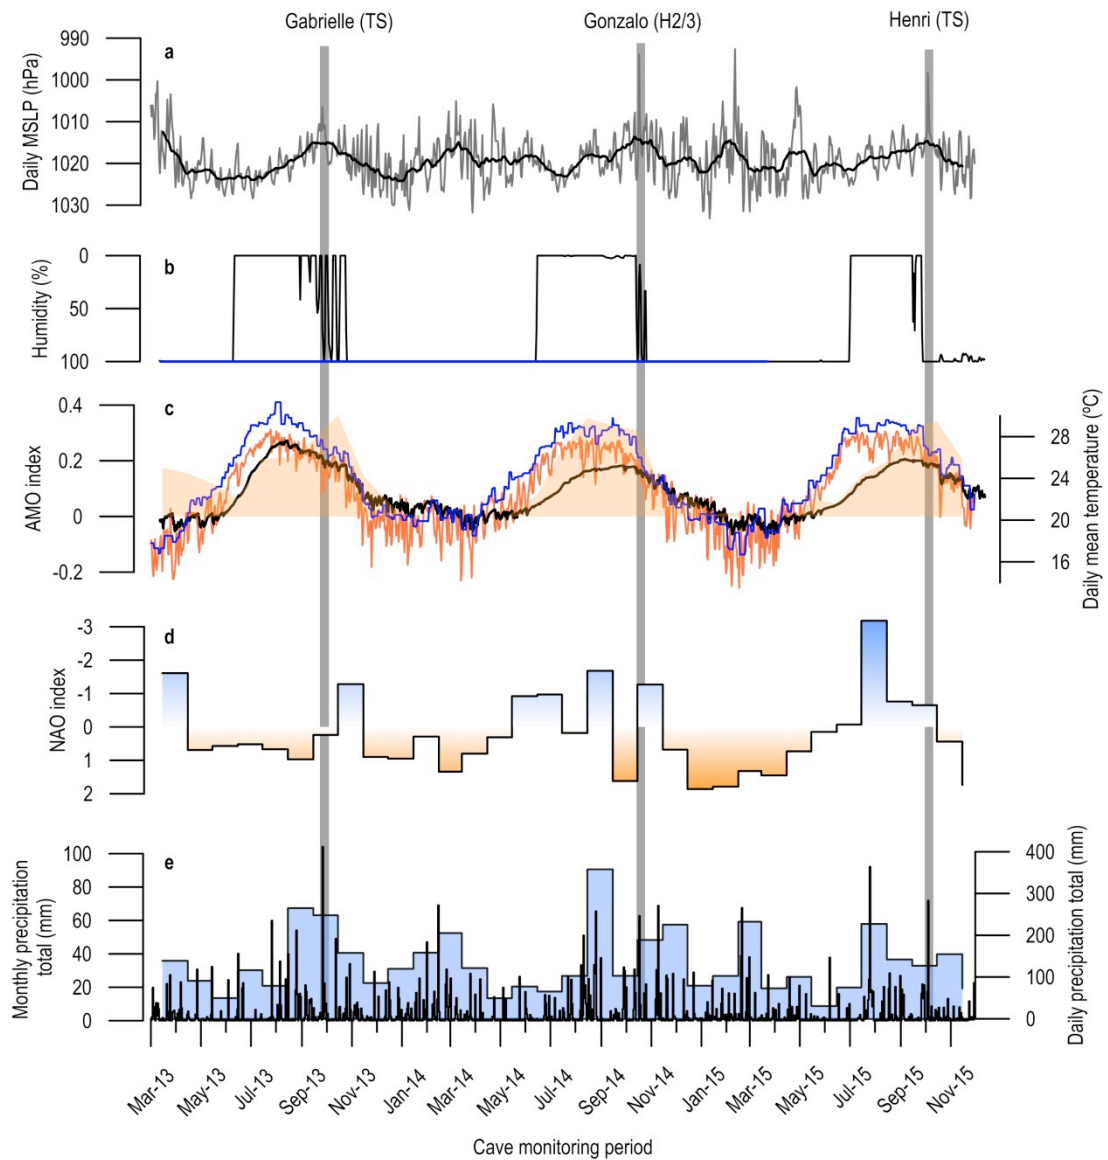 Gabrielle (TS)
Gonzalo (H2/3)
Henri (TS)
a
Daily MSLP (hPa)
990
1000
1010
1020
1030
b
Humidity (%)
0
50
100
c
AMO index
0.4
0.2
0
-0.2
Daily mean temperature (ºC)
28
24
20
16
d
NAO index
-3
-2
-1
0
1
2
e
Monthly precipitation
total (mm)
100
80
60
40
20
0
Daily precipitation total (mm)
400
300
200
100
0
Mar-13
May-13
Jul-13
Sep-13
Nov-13
Jan-14
Mar-14
May-14
Jul-14
Sep-14
Nov-14
Jan-15
Mar-15
May-15
Jul-15
Sep-15
Nov-15
Cave monitoring period